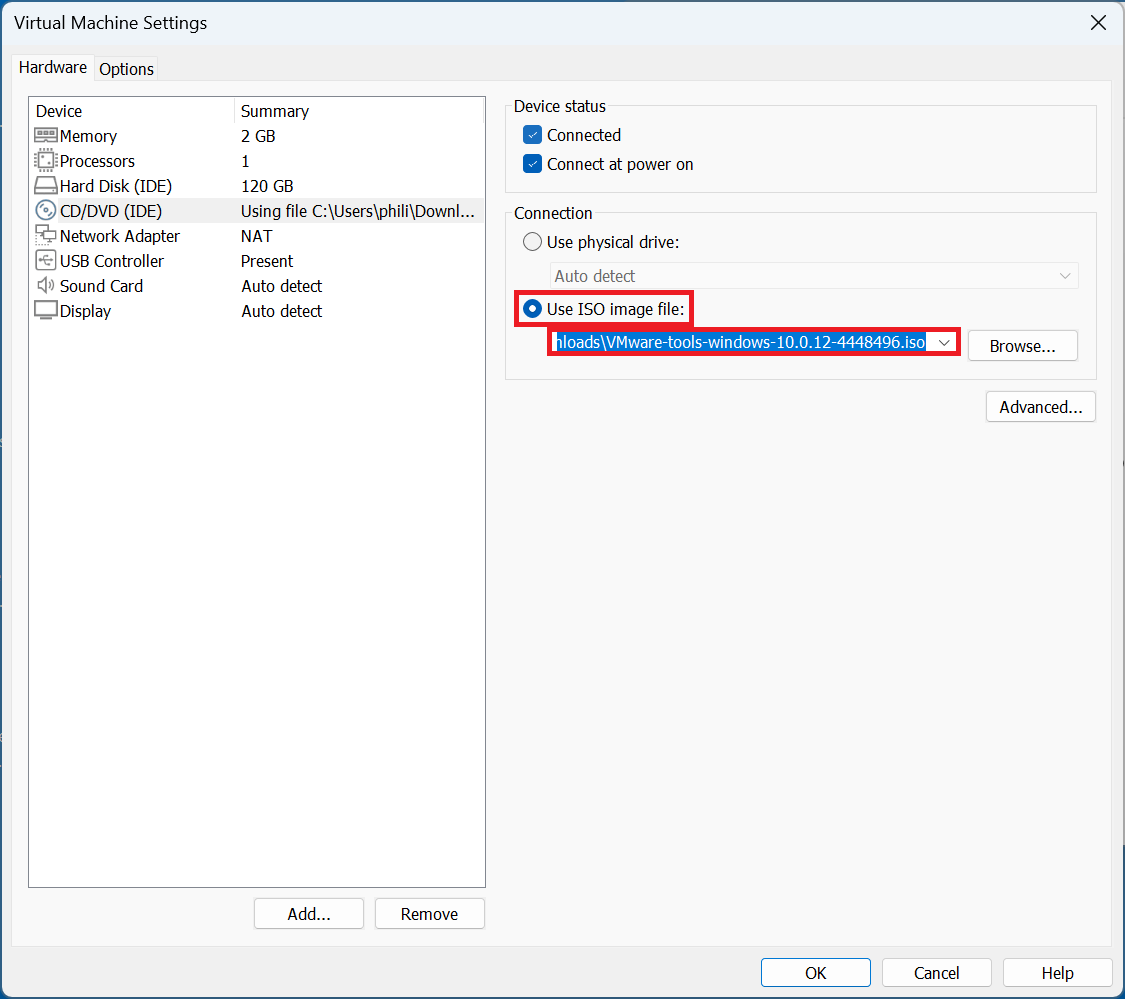 Virtual Machine Settings
Hardware Options
Device Summary
Memory 2 GB
Processors 1
Hard Disk (IDE) 120 GB
CD/DVD (IDE) Using file C:\Users\phili\Downl...
Network Adapter NAT
USB Controller Present
Sound Card Auto detect
Display Auto detect
Add... Remove
Device status
Connected
Connect at power on
Connection
Use physical drive:
Auto detect
Use ISO image file:
nloads\VMware-tools-windows-10.0.12-4448496.iso Browse...
Advanced...
OK Cancel Help